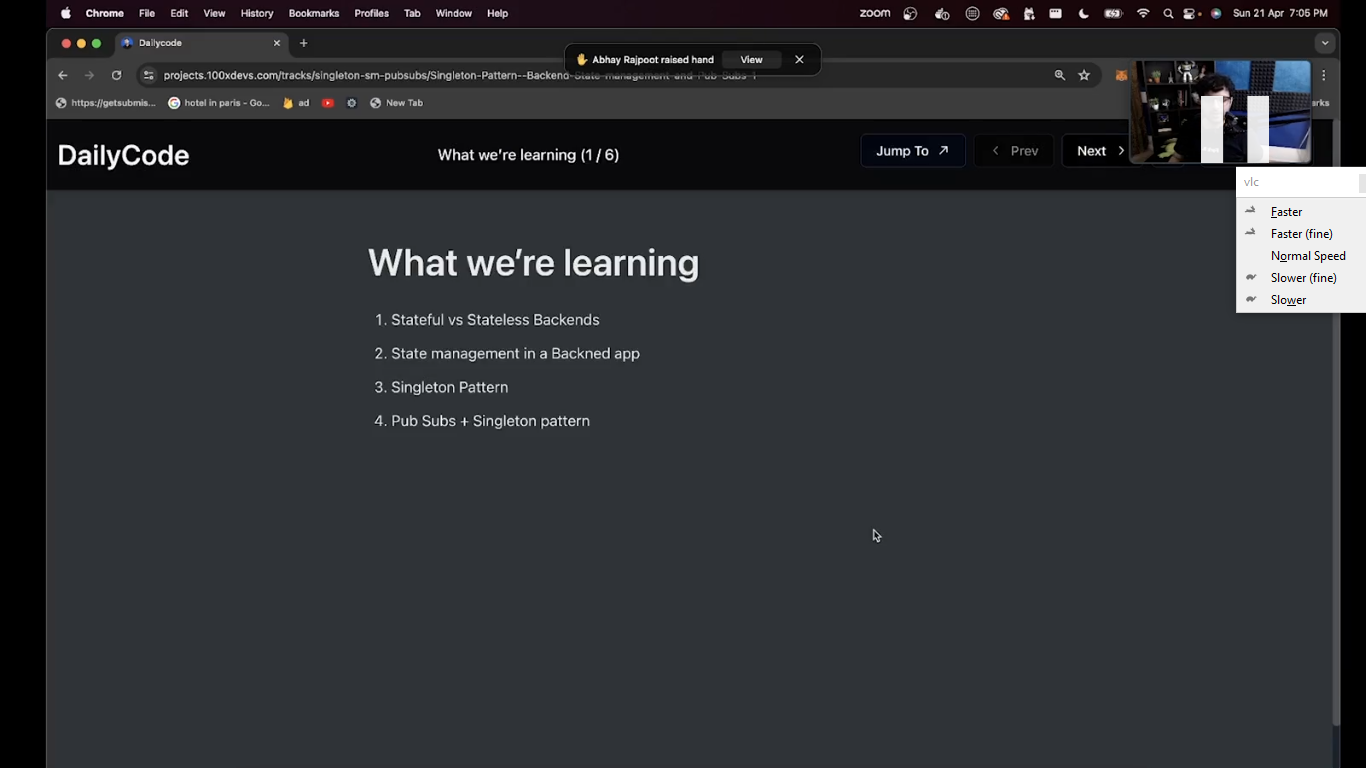 Chrome File Edit View History Bookmarks Profiles Tab Window Help zoom Sun 21 Apr 7:05 PM
Dailycode
Abhay Rajpoot raised hand View
projects.100xdevs.com/tracks/singleton-sm-pubsubs/Singleton-Pattern--Backend-State-management-and-Pub-Subs-1
https://getsubmis... hotel in paris - Go... ad New Tab
DailyCode What we're learning (1 / 6) Jump To Prev Next
vlc
Faster
Faster (fine)
Normal Speed
Slower (fine)
Slower
What we're learning
1. Stateful vs Stateless Backends
2. State management in a Backned app
3. Singleton Pattern
4. Pub Subs + Singleton pattern